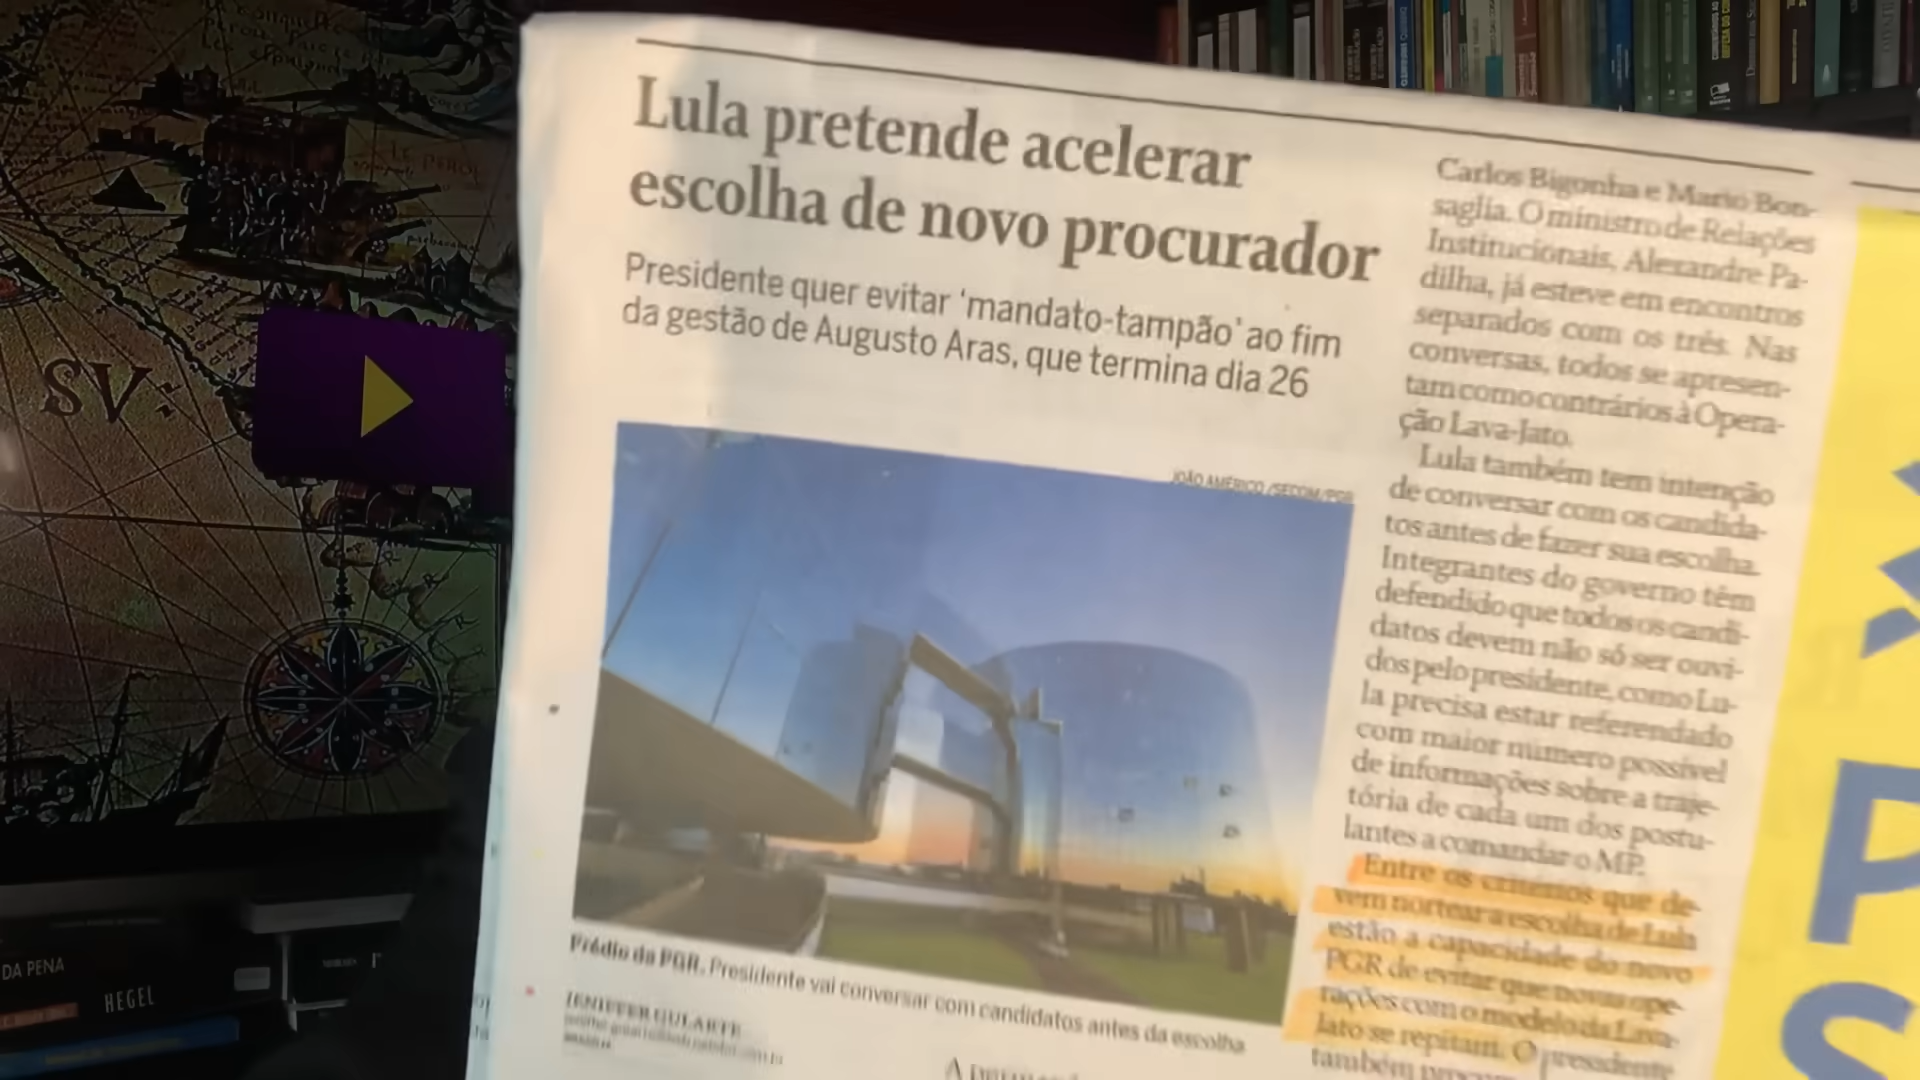 Lula pretende acelerar
escolha de novo procurador
Presidente quer evitar 'mandato-tampão' ao fim
da gestão de Augusto Aras, que termina dia 26
JOÃO AMÉRICO/SECOM/PGR
Prédio da PGR. Presidente vai conversar com candidatos antes da escolha
JENIFFER GULARTE
Carlos Bigonha e Mario Bon-
saglia. O ministro de Relações
Institucionais, Alexandre Pa-
dilha, já esteve em encontros
separados com os três. Nas
conversas, todos se apresen-
tam como contrários à Opera-
ção Lava-Jato.
Lula também tem intenção
de conversar com os candida-
tos antes de fazer sua escolha.
Integrantes do governo têm
defendido que todos os candi-
datos devem não só ser ouvi-
dos pelo presidente, como Lu-
la precisa estar referendado
com maior número possível
de informações sobre a traje-
tória de cada um dos postu-
lantes a comandar o MP.
Entre os critérios que de-
vem nortear a escolha de Lula
estão a capacidade do novo
PGR de evitar que novas ope-
rações com o modelo da Lava-
Jato se repitam. O presidente
também
P
S
SV:
DA PENA
HEGEL